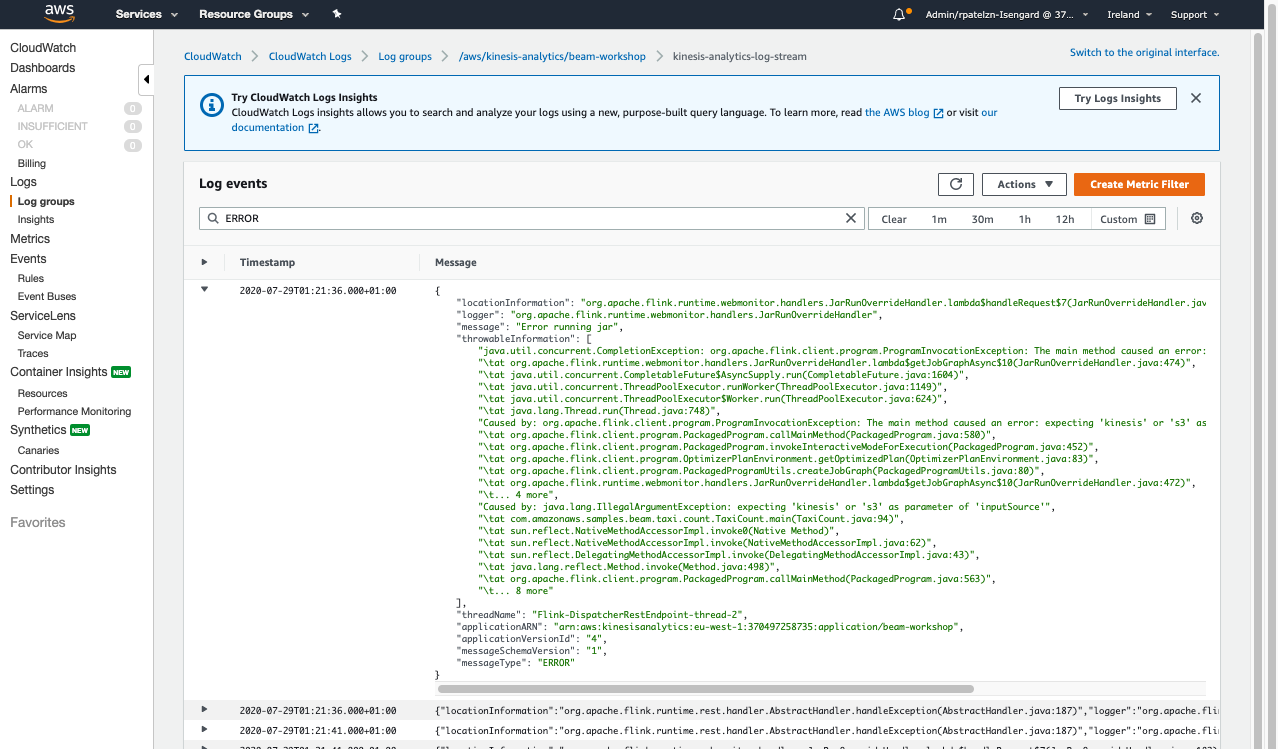 aws Services Resource Groups Admin/rpatelzn-Isengard @ 37... Ireland Support
CloudWatch
Dashboards
Alarms
ALARM 0
INSUFFICIENT 0
OK 0
Billing
Logs
Log groups
Insights
Metrics
Events
Rules
Event Buses
ServiceLens
Service Map
Traces
Container Insights NEW
Resources
Performance Monitoring
Synthetics NEW
Canaries
Contributor Insights
Settings
Favorites
CloudWatch > CloudWatch Logs > Log groups > /aws/kinesis-analytics/beam-workshop > kinesis-analytics-log-stream
Switch to the original interface.
Try CloudWatch Logs Insights
CloudWatch Logs insights allows you to search and analyze your logs using a new, purpose-built query language. To learn more, read the AWS blog or visit our
documentation .
Try Logs Insights
Log events
Actions
Create Metric Filter
ERROR
Clear 1m 30m 1h 12h Custom
Timestamp Message
2020-07-29T01:21:36.000+01:00 {
"locationInformation": "org.apache.flink.runtime.webmonitor.handlers.JarRunOverrideHandler.lambda$handleRequest$7(JarRunOverrideHandler.jav
"logger": "org.apache.flink.runtime.webmonitor.handlers.JarRunOverrideHandler",
"message": "Error running jar",
"throwableInformation": [
"java.util.concurrent.CompletionException: org.apache.flink.client.program.ProgramInvocationException: The main method caused an error:
"\tat org.apache.flink.runtime.webmonitor.handlers.JarRunOverrideHandler.lambda$getJobGraphAsync$10(JarRunOverrideHandler.java:474)",
"\tat java.util.concurrent.CompletableFuture$AsyncSupply.run(CompletableFuture.java:1604)",
"\tat java.util.concurrent.ThreadPoolExecutor.runWorker(ThreadPoolExecutor.java:1149)",
"\tat java.util.concurrent.ThreadPoolExecutor$Worker.run(ThreadPoolExecutor.java:624)",
"\tat java.lang.Thread.run(Thread.java:748)",
"Caused by: org.apache.flink.client.program.ProgramInvocationException: The main method caused an error: expecting 'kinesis' or 's3' as
"\tat org.apache.flink.client.program.PackagedProgram.callMainMethod(PackagedProgram.java:580)",
"\tat org.apache.flink.client.program.PackagedProgram.invokeInteractiveModeForExecution(PackagedProgram.java:452)",
"\tat org.apache.flink.client.program.OptimizerPlanEnvironment.getOptimizedPlan(OptimizerPlanEnvironment.java:83)",
"\tat org.apache.flink.client.program.PackagedProgramUtils.createJobGraph(PackagedProgramUtils.java:80)",
"\tat org.apache.flink.runtime.webmonitor.handlers.JarRunOverrideHandler.lambda$getJobGraphAsync$10(JarRunOverrideHandler.java:472)",
"\t... 4 more",
"Caused by: java.lang.IllegalArgumentException: expecting 'kinesis' or 's3' as parameter of 'inputSource'",
"\tat com.amazonaws.samples.beam.taxi.count.TaxiCount.main(TaxiCount.java:94)",
"\tat sun.reflect.NativeMethodAccessorImpl.invoke0(Native Method)",
"\tat sun.reflect.NativeMethodAccessorImpl.invoke(NativeMethodAccessorImpl.java:62)",
"\tat sun.reflect.DelegatingMethodAccessorImpl.invoke(DelegatingMethodAccessorImpl.java:43)",
"\tat java.lang.reflect.Method.invoke(Method.java:498)",
"\tat org.apache.flink.client.program.PackagedProgram.callMainMethod(PackagedProgram.java:563)",
"\t... 8 more"
],
"threadName": "Flink-DispatcherRestEndpoint-thread-2",
"applicationARN": "arn:aws:kinesisanalytics:eu-west-1:370497258735:application/beam-workshop",
"applicationVersionId": "4",
"messageSchemaVersion": "1",
"messageType": "ERROR"
}
2020-07-29T01:21:36.000+01:00 {"locationInformation":"org.apache.flink.runtime.rest.handler.AbstractHandler.handleException(AbstractHandler.java:187)","logger":"org.apache.fli
2020-07-29T01:21:41.000+01:00 {"locationInformation":"org.apache.flink.runtime.rest.handler.AbstractHandler.handleException(AbstractHandler.java:187)","logger":"org.apache.fli